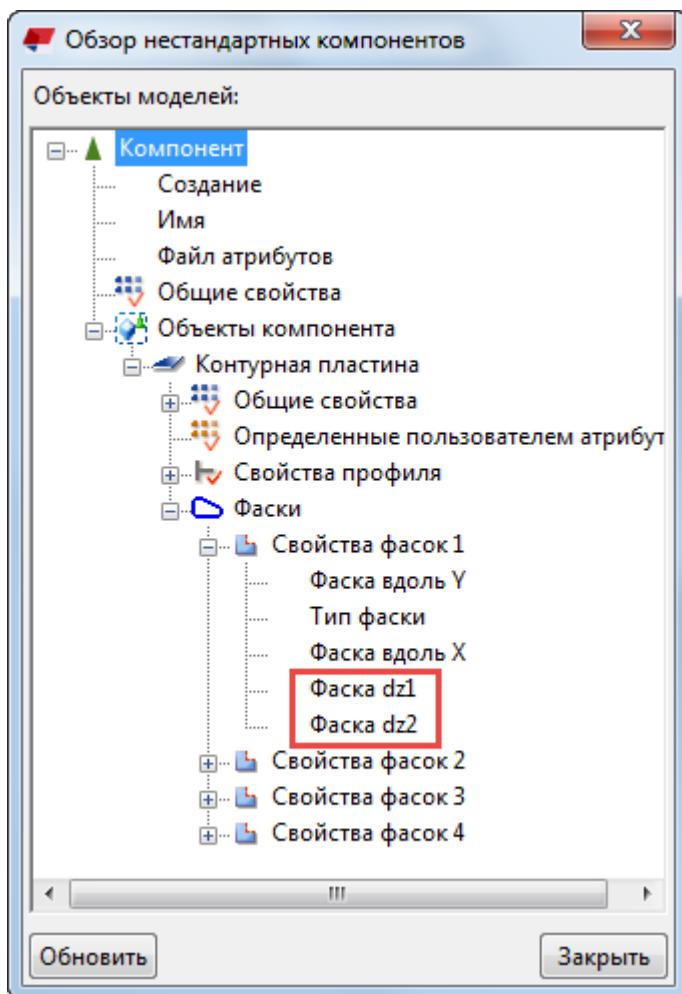 Обзор нестандартных компонентов
Объекты моделей:
Компонент
Создание
Имя
Файл атрибутов
Общие свойства
Объекты компонента
Контурная пластина
Общие свойства
Определенные пользователем атрибут
Свойства профиля
Фаски
Свойства фасок 1
Фаска вдоль Y
Тип фаски
Фаска вдоль X
Фаска dz1
Фаска dz2
Свойства фасок 2
Свойства фасок 3
Свойства фасок 4
Обновить Закрыть